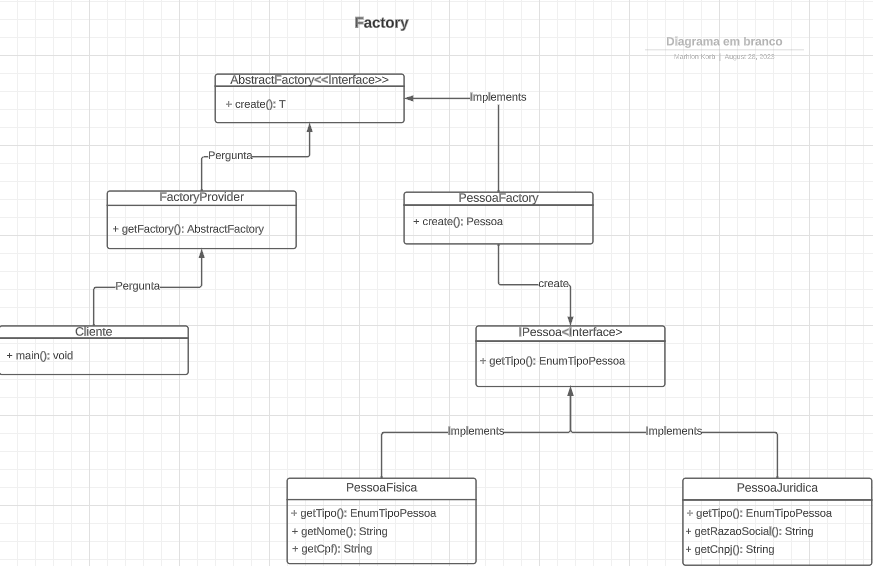 Factory
Diagrama em branco
August 28, 2023
AbstractFactory<<Interface>>
+ create(): T
Implements
Pergunta
FactoryProvider
+ getFactory(): AbstractFactory
PessoaFactory
+ create(): Pessoa
Pergunta
create
Cliente
+ main(): void
IPessoa<Interface>
+ getTipo(): EnumTipoPessoa
Implements
Implements
PessoaFisica
+ getTipo(): EnumTipoPessoa
+ getNome(): String
+ getCpf): String
PessoaJuridica
+ getTipo(): EnumTipoPessoa
+ getRazaoSocial(): String
+ getCnpj(): String